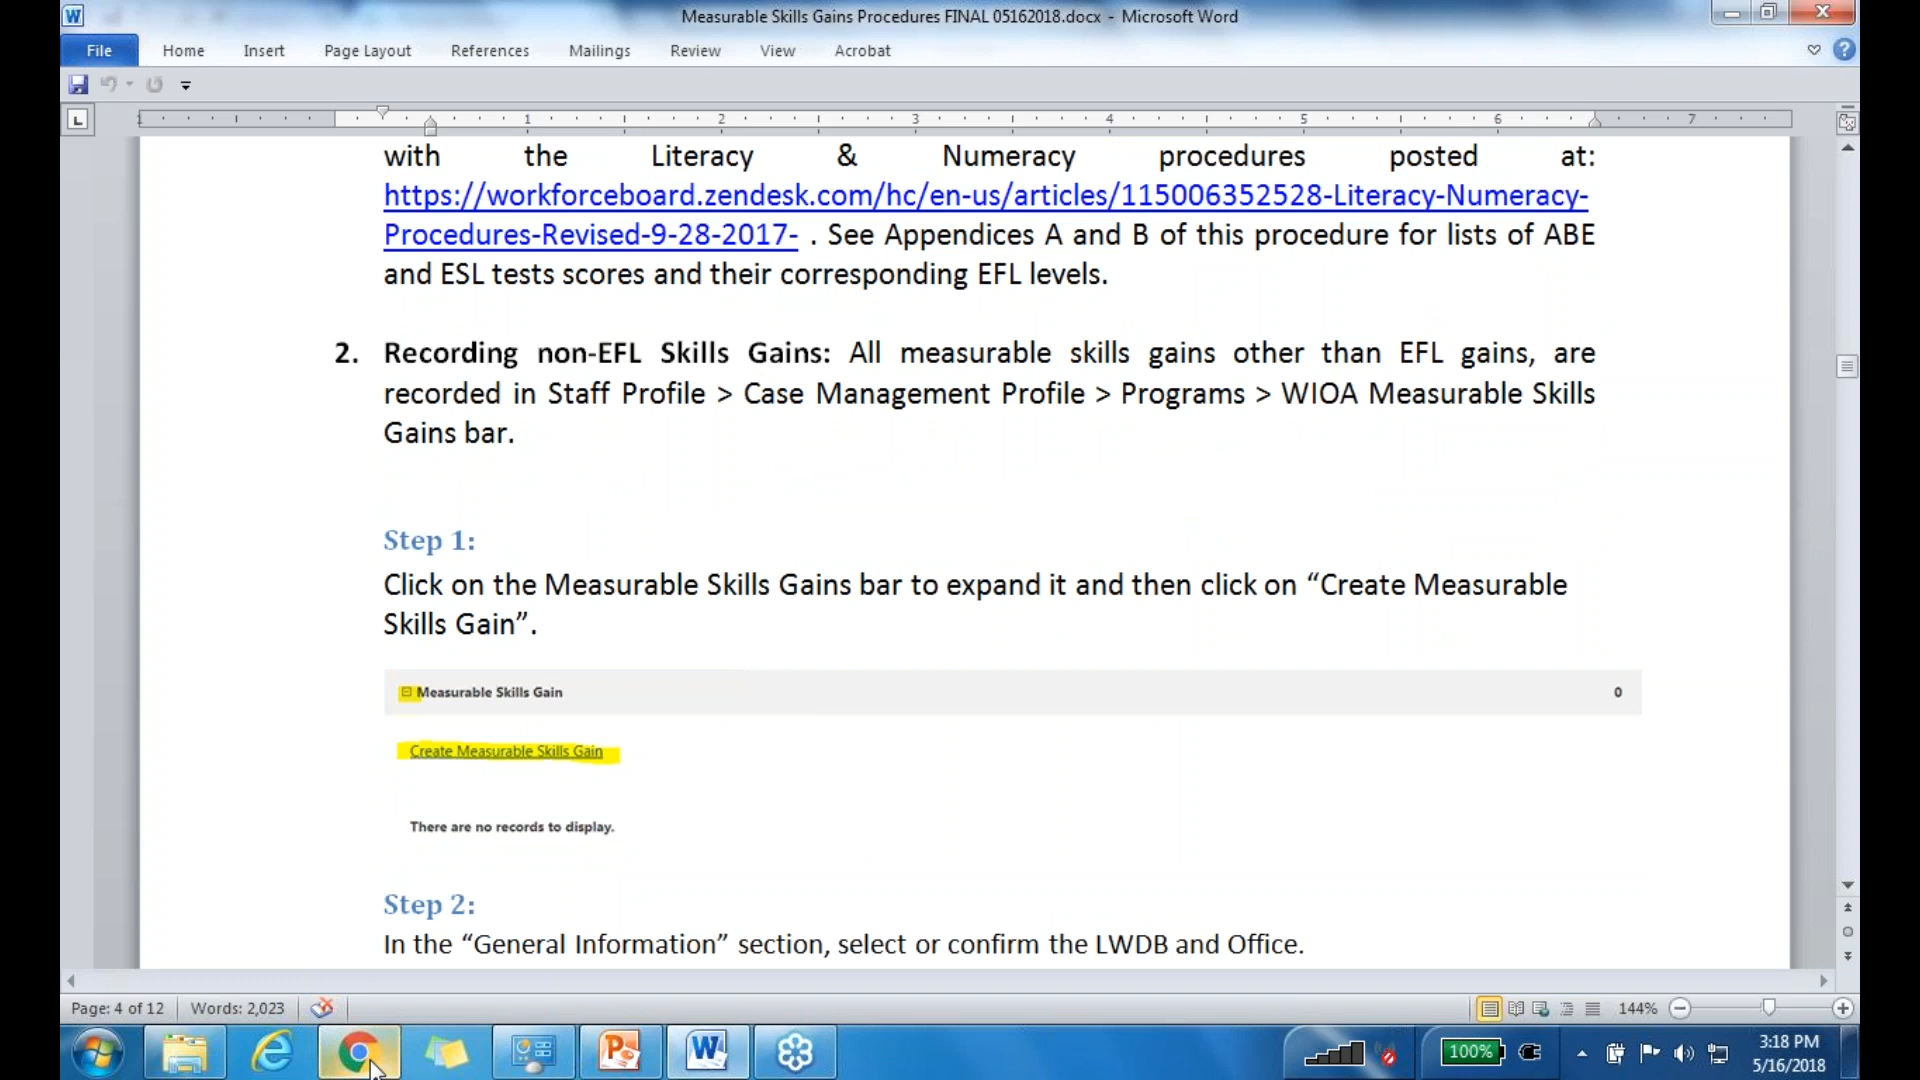 Measurable Skills Gains Procedures FINAL 05162018.docx - Microsoft Word
File Home Insert Page Layout References Mailings Review View Acrobat
1 1 2 3 4 5 6 7
with the Literacy & Numeracy procedures posted at:
https://workforceboard.zendesk.com/hc/en-us/articles/115006352528-Literacy-Numeracy-
Procedures-Revised-9-28-2017- . See Appendices A and B of this procedure for lists of ABE
and ESL tests scores and their corresponding EFL levels.
2. Recording non-EFL Skills Gains: All measurable skills gains other than EFL gains, are
recorded in Staff Profile > Case Management Profile > Programs > WIOA Measurable Skills
Gains bar.
Step 1:
Click on the Measurable Skills Gains bar to expand it and then click on “Create Measurable
Skills Gain”.
Measurable Skills Gain 0
Create Measurable Skills Gain
There are no records to display.
Step 2:
In the “General Information” section, select or confirm the LWDB and Office.
Page: 4 of 12 Words: 2,023 144%
100%
3:18 PM
5/16/2018